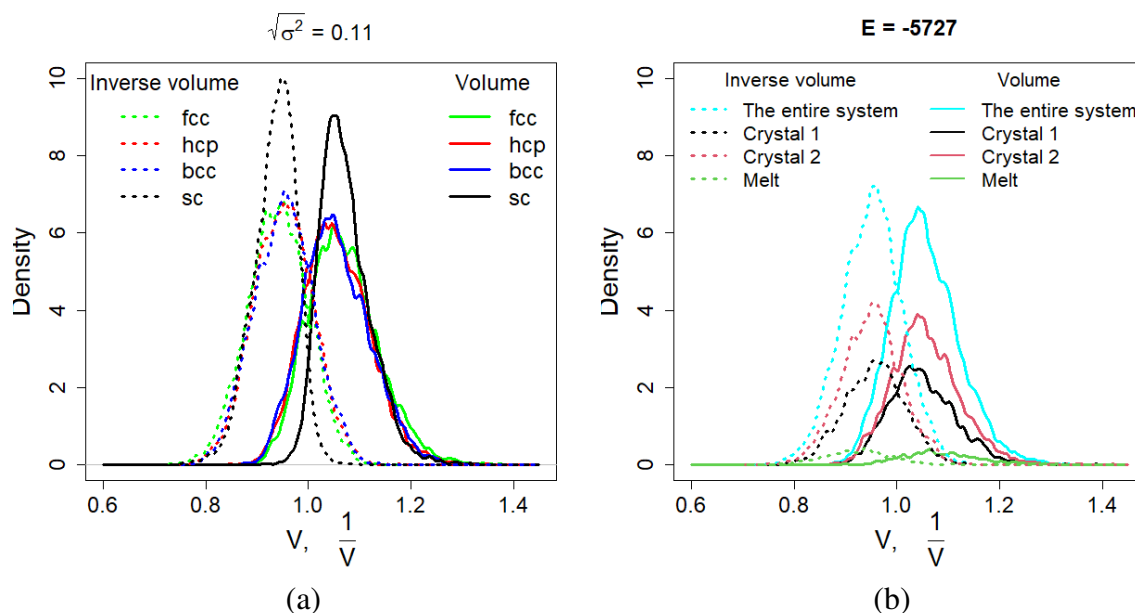 √σ² = 0.11
Inverse volume
fcc
hcp
bcc
sc
Volume
fcc
hcp
bcc
sc
Density
0
2
4
6
8
10
0.6
0.8
1.0
1.2
1.4
V, 1/V
(a)
E = -5727
Inverse volume
The entire system
Crystal 1
Crystal 2
Melt
Volume
The entire system
Crystal 1
Crystal 2
Melt
Density
0
2
4
6
8
10
0.6
0.8
1.0
1.2
1.4
V, 1/V
(b)